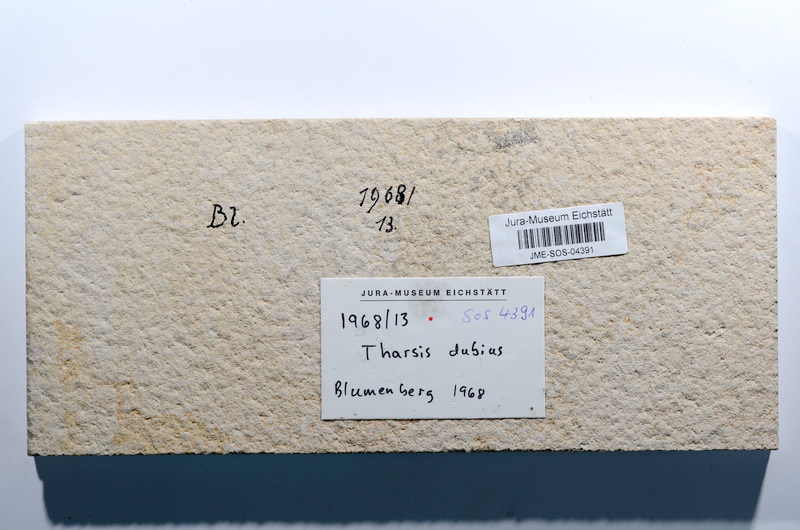 Bl.
1968/
13.
Jura-Museum Eichstätt
JME-SOS-04391
JURA-MUSEUM EICHSTÄTT
1968/13 SOS 4391
Tharsis dubius
Blumenberg 1968